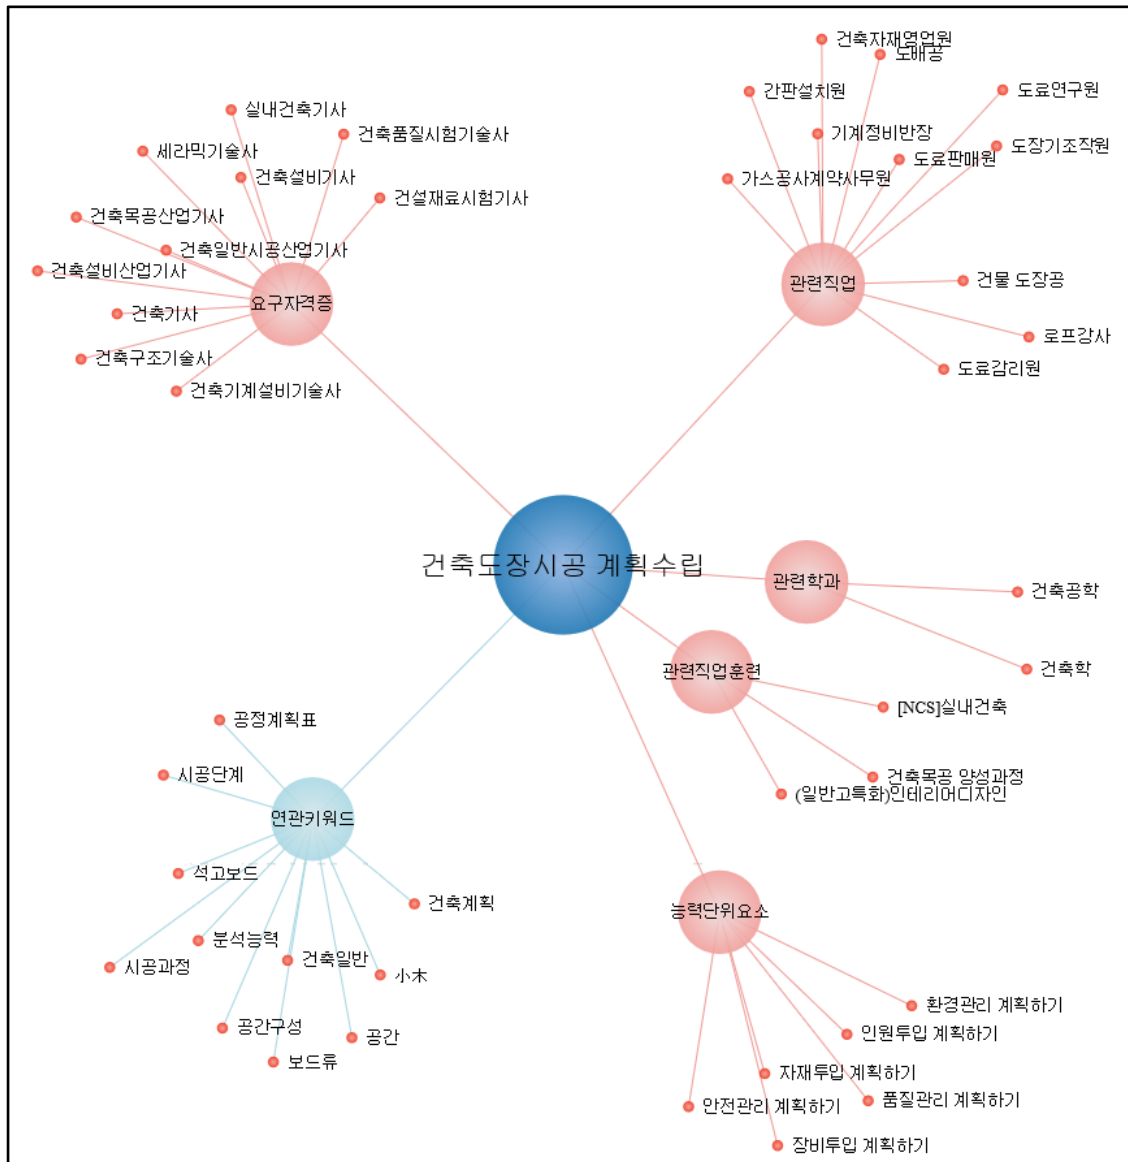 건축자재영업원
도배공
간판설치원
도료연구원
실내건축기사
건축품질시험기술사
기계정비반장
도장기조작원
세라믹기술사
도료판매원
건축설비기사
가스공사계약사무원
건설재료시험기사
건축목공산업기사
건축일반시공산업기사
건축설비산업기사
관련직업
건물 도장공
요구자격증
건축기사
로프강사
건축구조기술사
도료감리원
건축기계설비기술사
건축도장시공 계획수립
관련학과
건축공학
관련직업훈련
건축학
[NCS]실내건축
공정계획표
시공단계
건축목공 양성과정
(일반고특화)인테리어디자인
연관키워드
석고보드
건축계획
능력단위요소
분석능력
건축일반
시공과정
小木
환경관리 계획하기
공간구성
공간
인원투입 계획하기
보드류
자재투입 계획하기
안전관리 계획하기
품질관리 계획하기
장비투입 계획하기